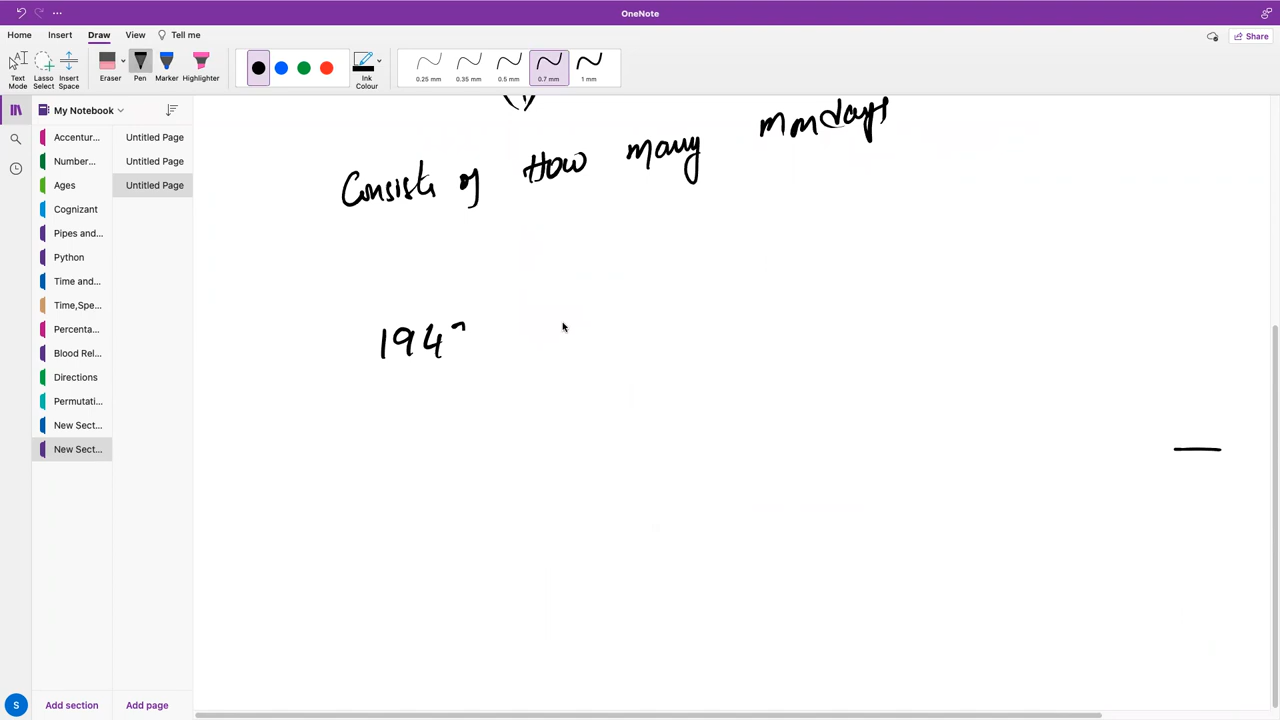 OneNote
Home Insert Draw View Tell me
Share
Text Mode
Lasso Select
Insert Space
Eraser
Pen
Marker
Highlighter
0.25 mm
0.35 mm
0.5 mm
0.7 mm
1 mm
Ink Colour
My Notebook
Accentur...
Number...
Ages
Cognizant
Pipes and...
Python
Time and...
Time,Spe...
Percenta...
Blood Rel...
Directions
Permutati...
New Sect...
New Sect...
Untitled Page
Untitled Page
Untitled Page
Consists of How many mondays
194
S
Add section
Add page